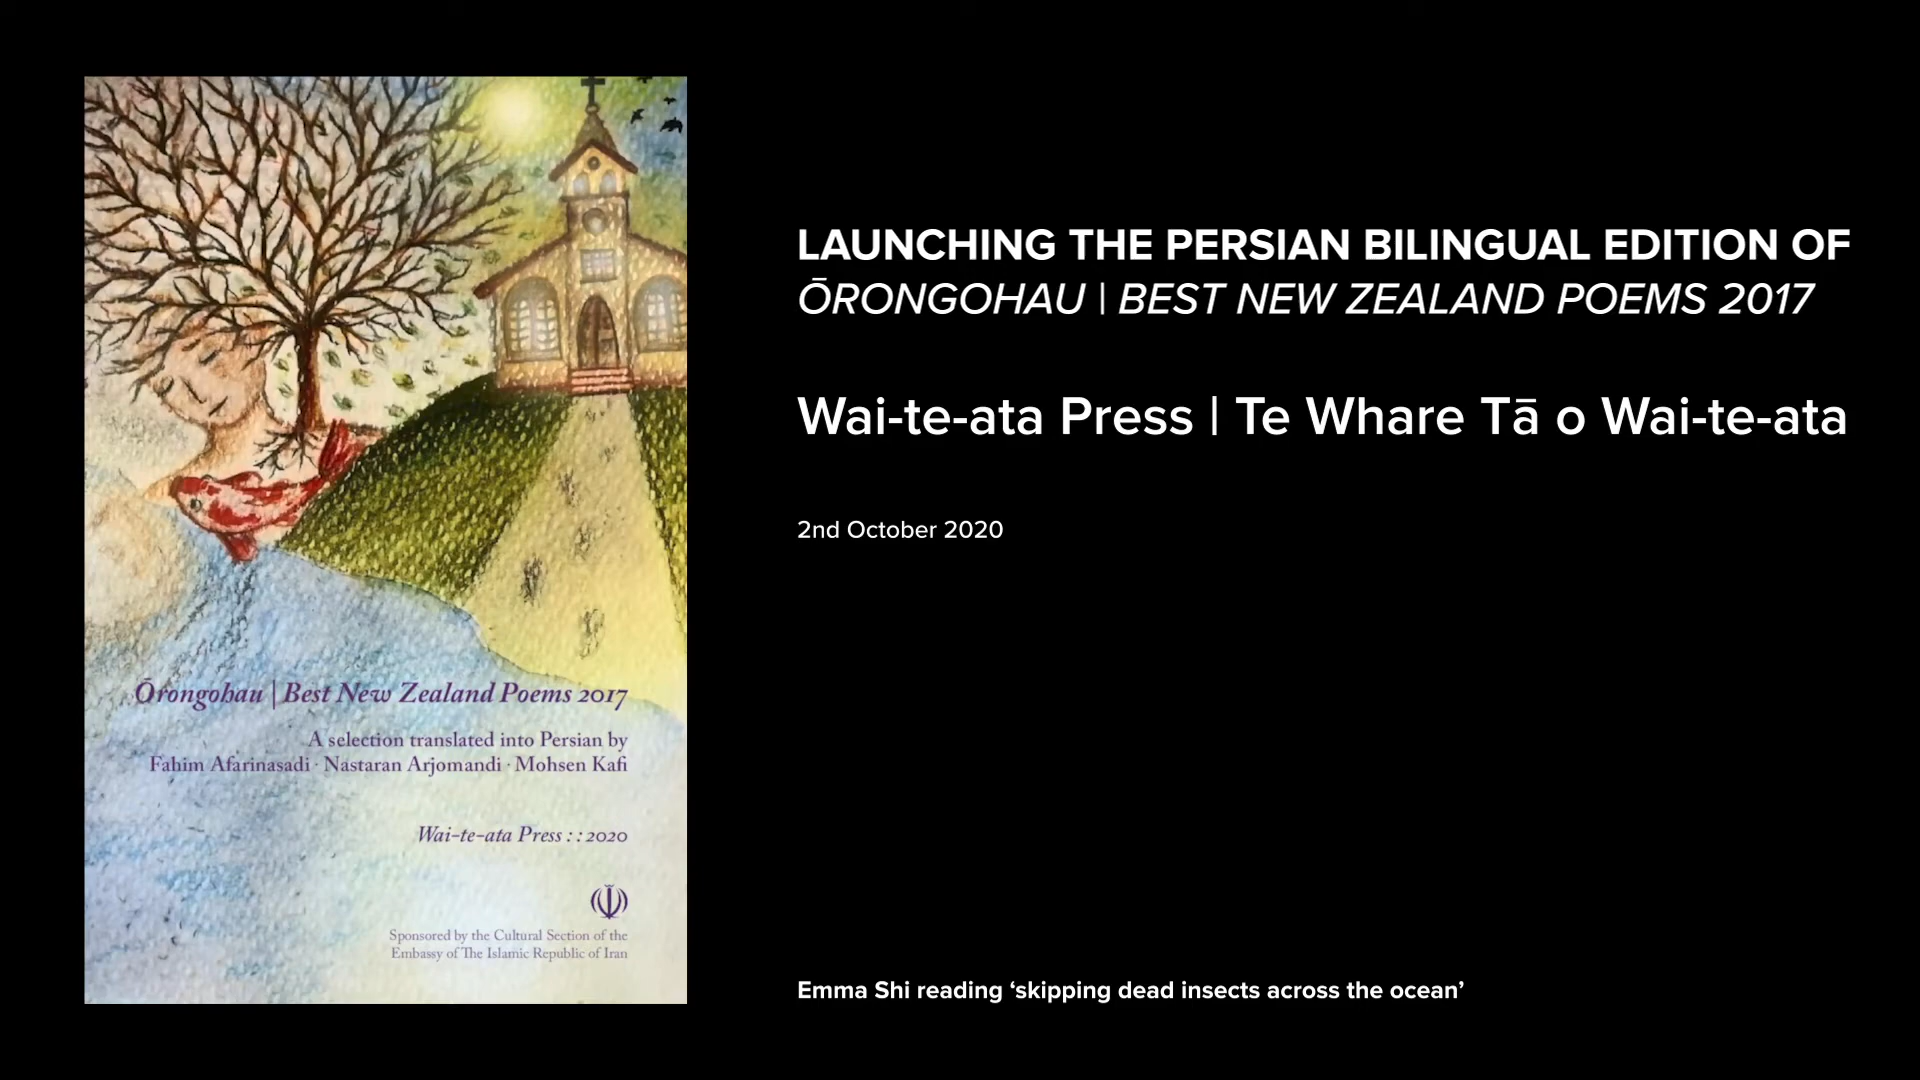 Ōrongohau | Best New Zealand Poems 2017
A selection translated into Persian by
Fahim Afarinasadi · Nastaran Arjomandi · Mohsen Kafi
Wai-te-ata Press : : 2020
Sponsored by the Cultural Section of the
Embassy of The Islamic Republic of Iran
LAUNCHING THE PERSIAN BILINGUAL EDITION OF
ŌRONGOHAU | BEST NEW ZEALAND POEMS 2017
Wai-te-ata Press | Te Whare Tā o Wai-te-ata
2nd October 2020
Emma Shi reading ‘skipping dead insects across the ocean’